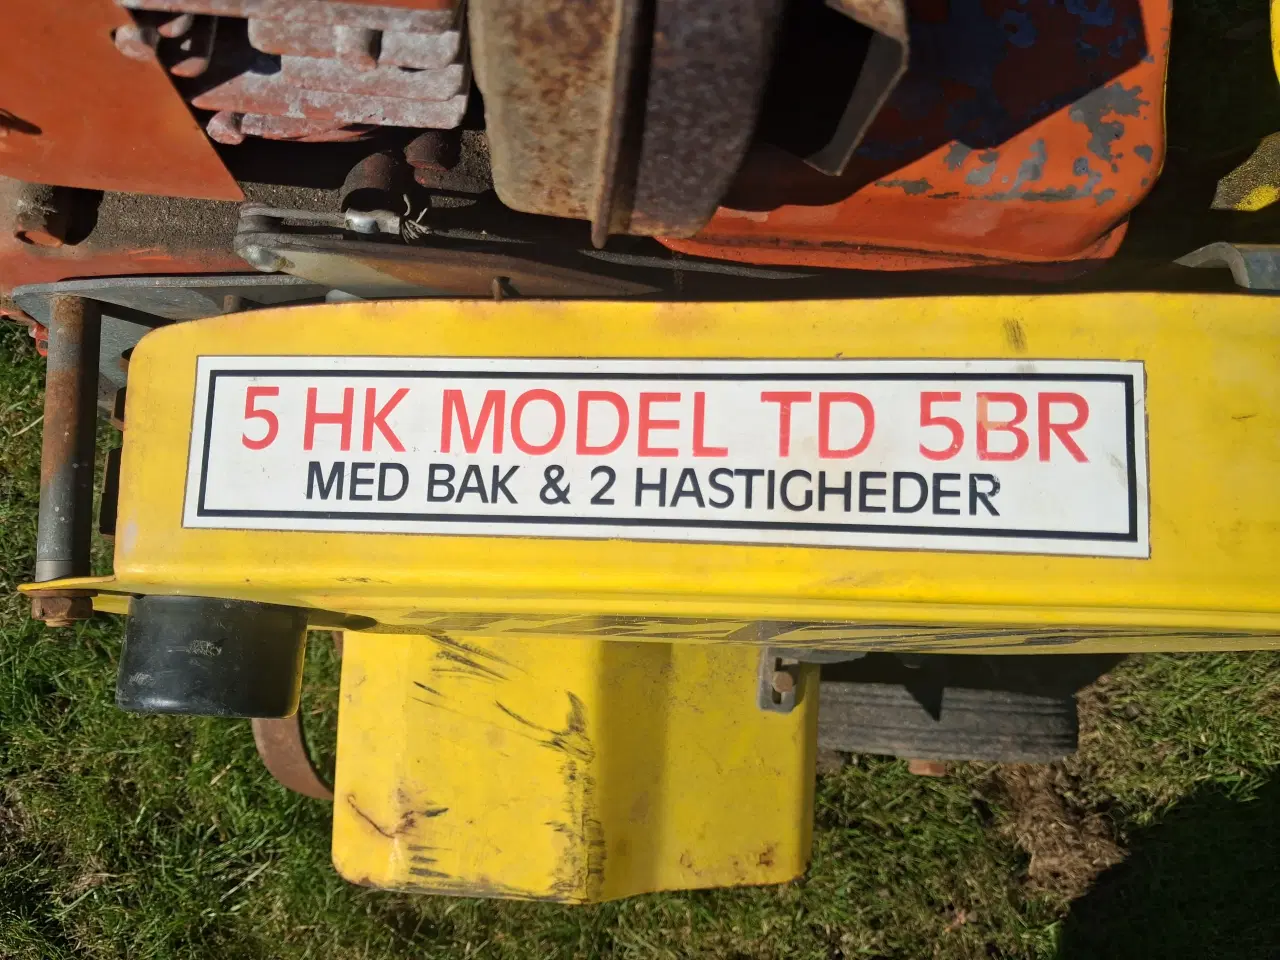 5 HK MODEL TD 5BR
MED BAK & 2 HASTIGHEDER